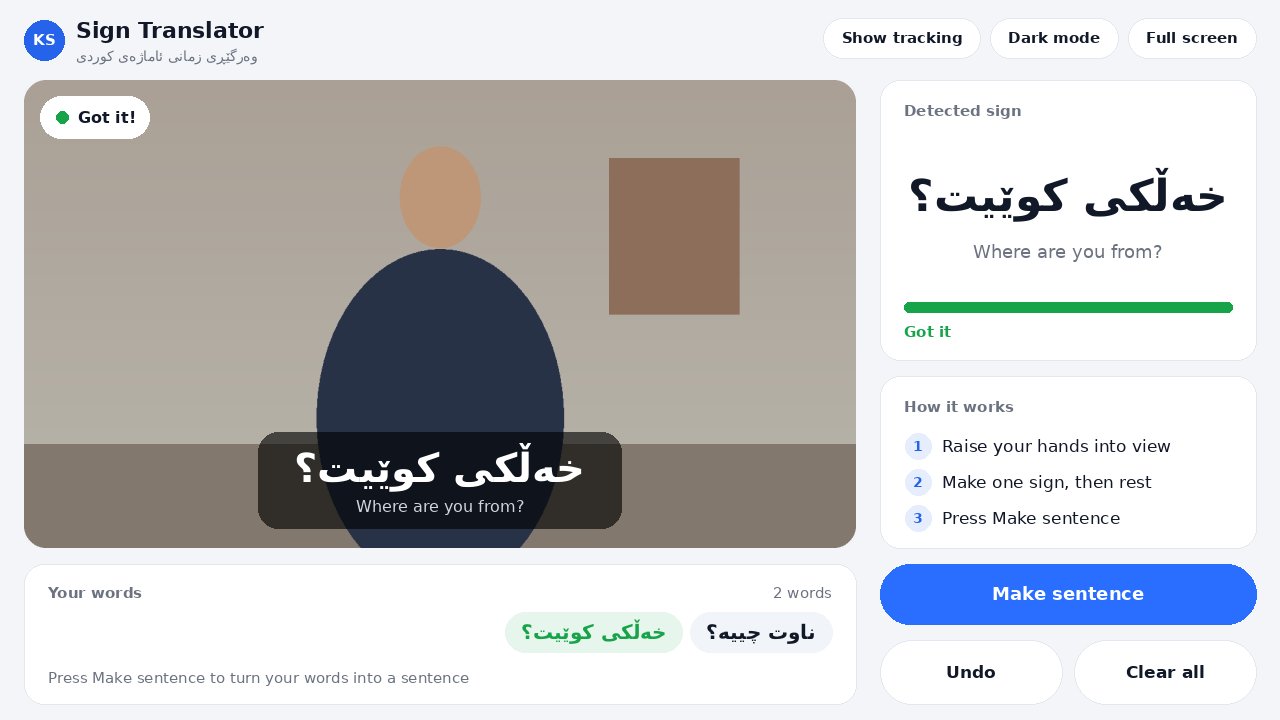 KS
Sign Translator
وەرگێڕی زمانی ئاماژەی کوردی
Show tracking
Dark mode
Full screen
Got it!
خەڵکی کوێیت؟
Where are you from?
Detected sign
خەڵکی کوێیت؟
Where are you from?
Got it
How it works
1 Raise your hands into view
2 Make one sign, then rest
3 Press Make sentence
Your words
2 words
ناوت چییە؟
خەڵکی کوێیت؟
Press Make sentence to turn your words into a sentence
Make sentence
Undo
Clear all